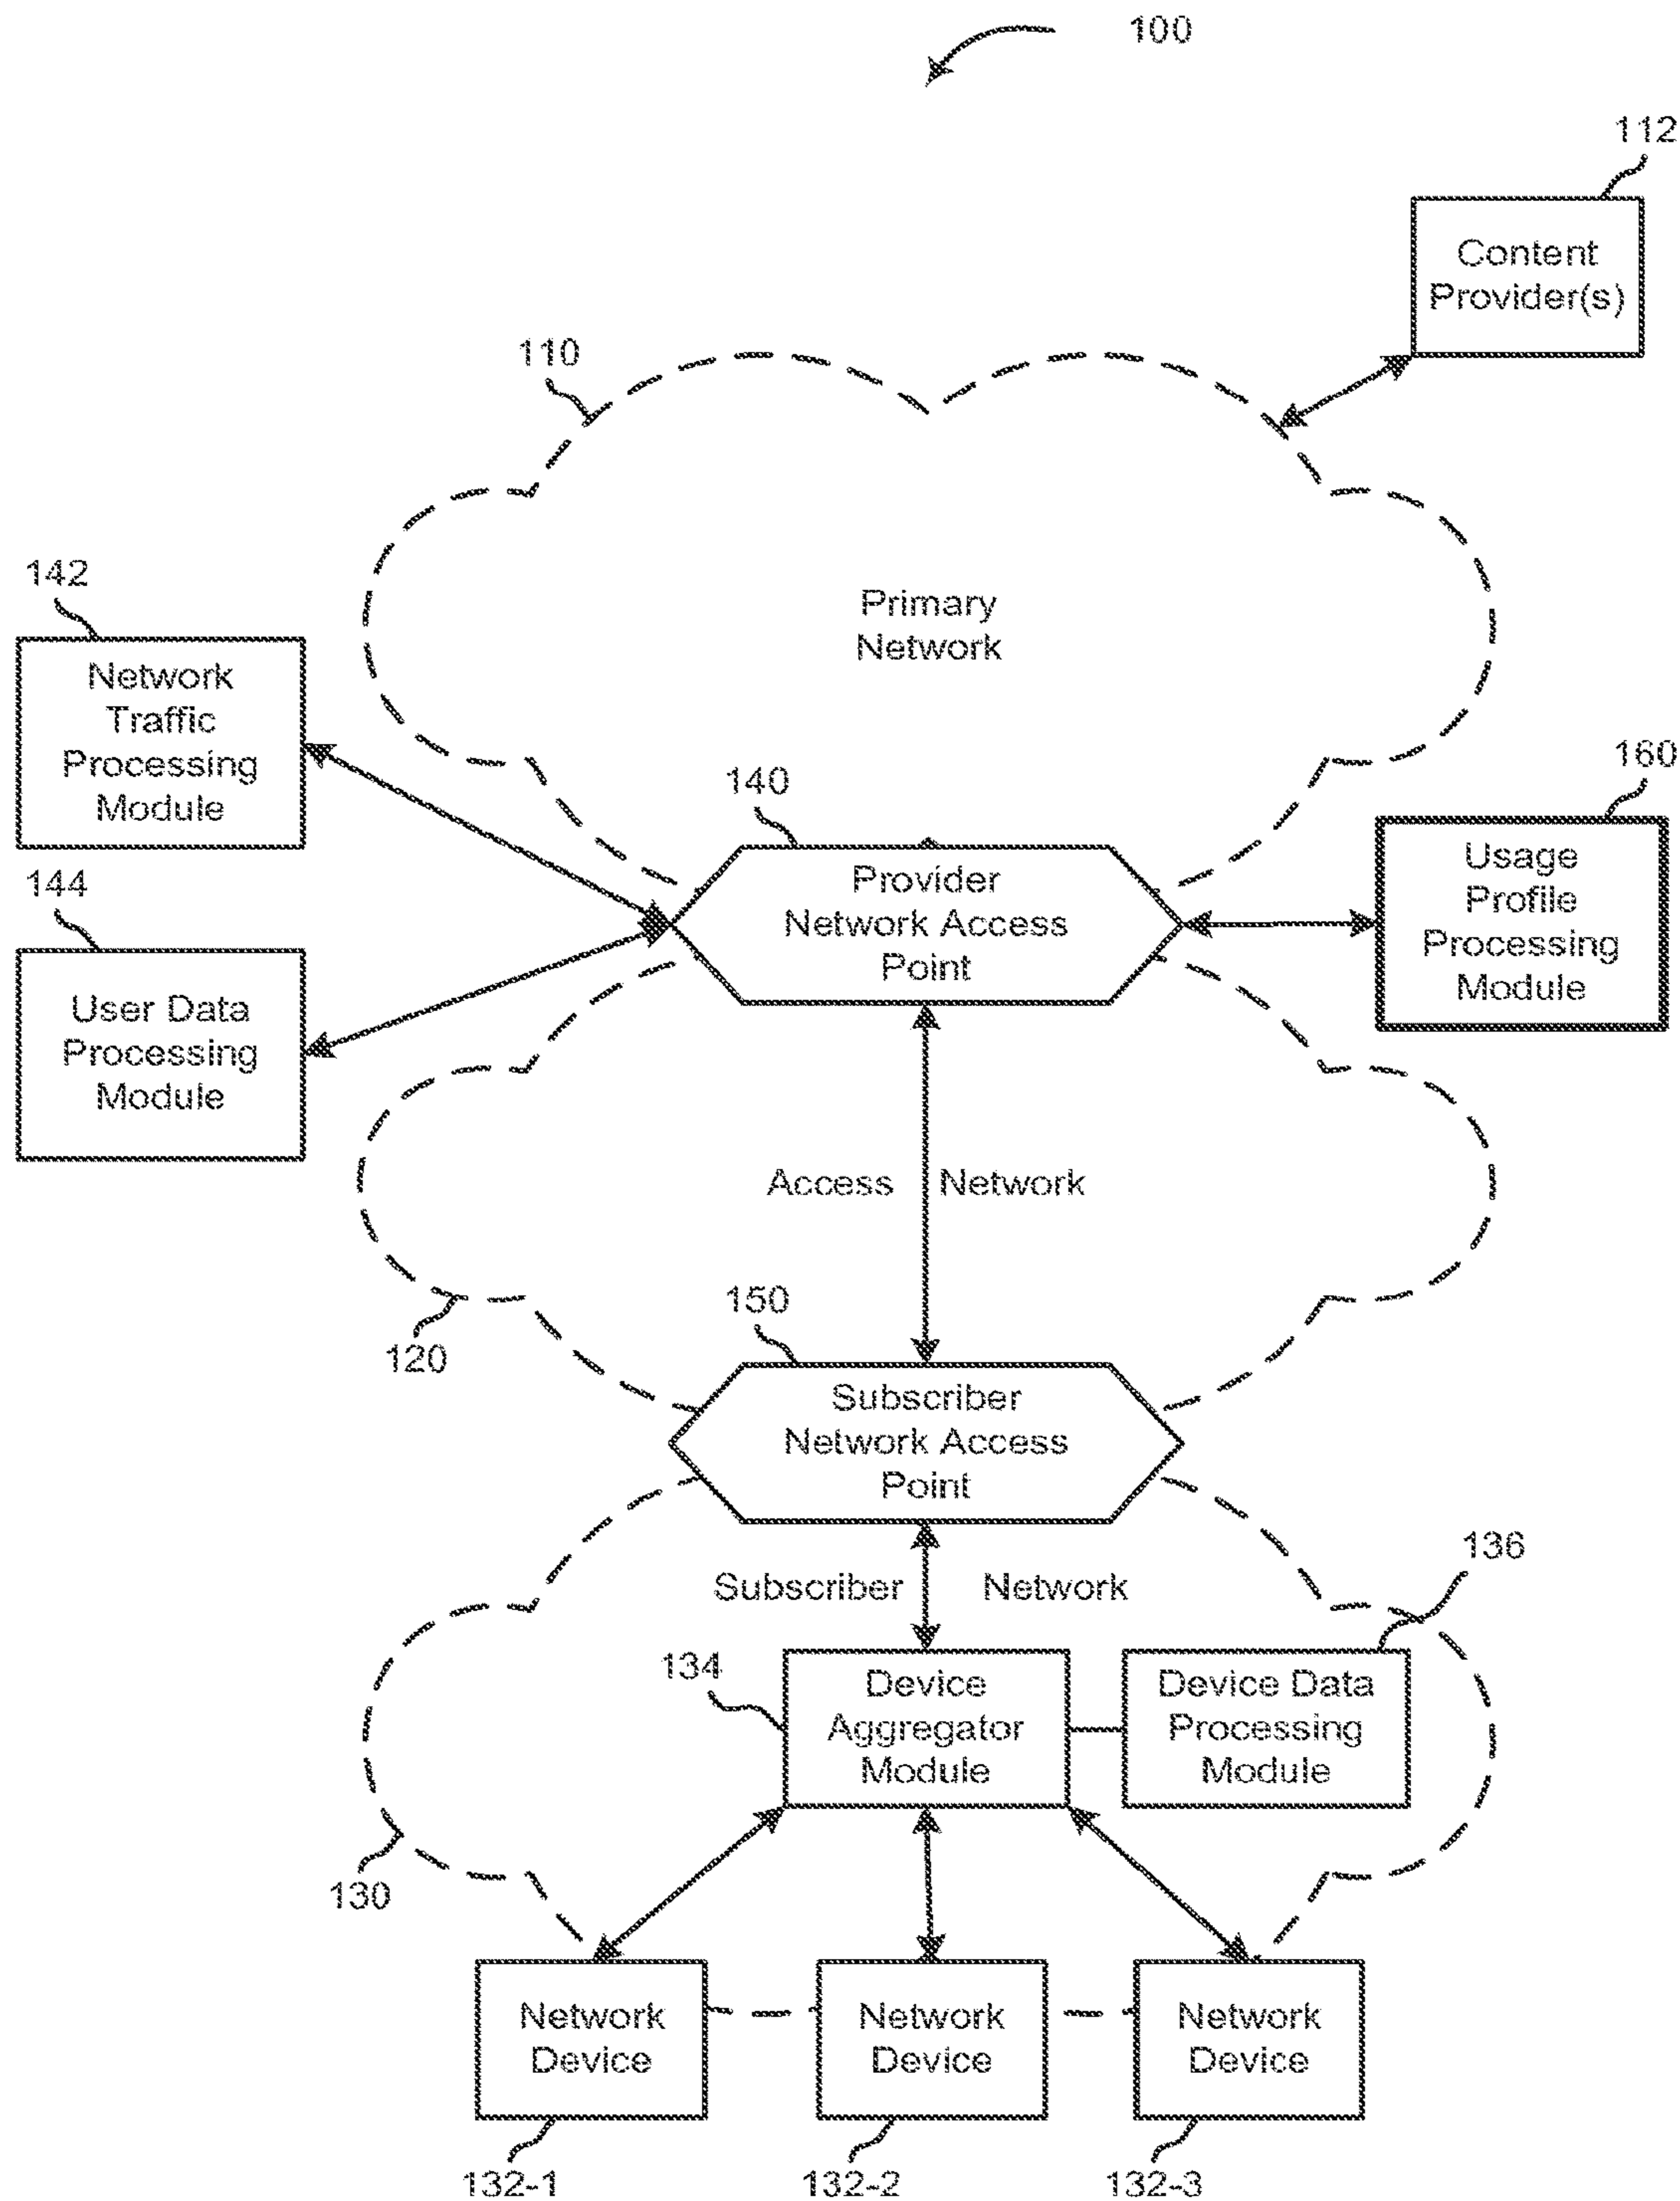 100
112
Content
Provider(s)
110
Primary
Network
142
Network
Traffic
Processing
Module
144
User Data
Processing
Module
140
Provider
Network Access
Point
160
Usage
Profile
Processing
Module
Access Network
120
150
Subscriber
Network Access
Point
Subscriber Network
136
134
Device
Aggregator
Module
Device Data
Processing
Module
130
Network
Device
Network
Device
Network
Device
132-1
132-2
132-3